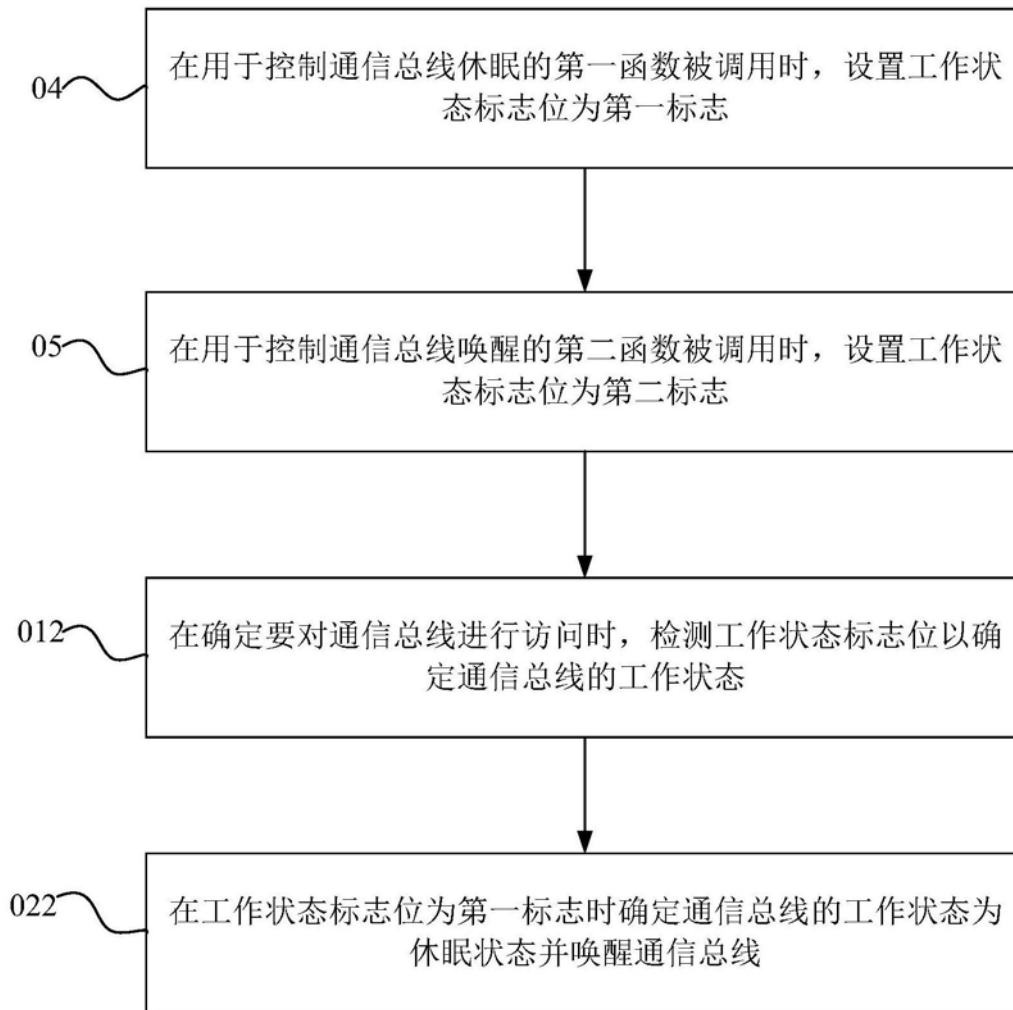 04
在用于控制通信总线休眠的第一函数被调用时，设置工作状
态标志位为第一标志
05
在用于控制通信总线唤醒的第二函数被调用时，设置工作状
态标志位为第二标志
012
在确定要对通信总线进行访问时，检测工作状态标志位以确
定通信总线的工作状态
022
在工作状态标志位为第一标志时确定通信总线的工作状态为
休眠状态并唤醒通信总线